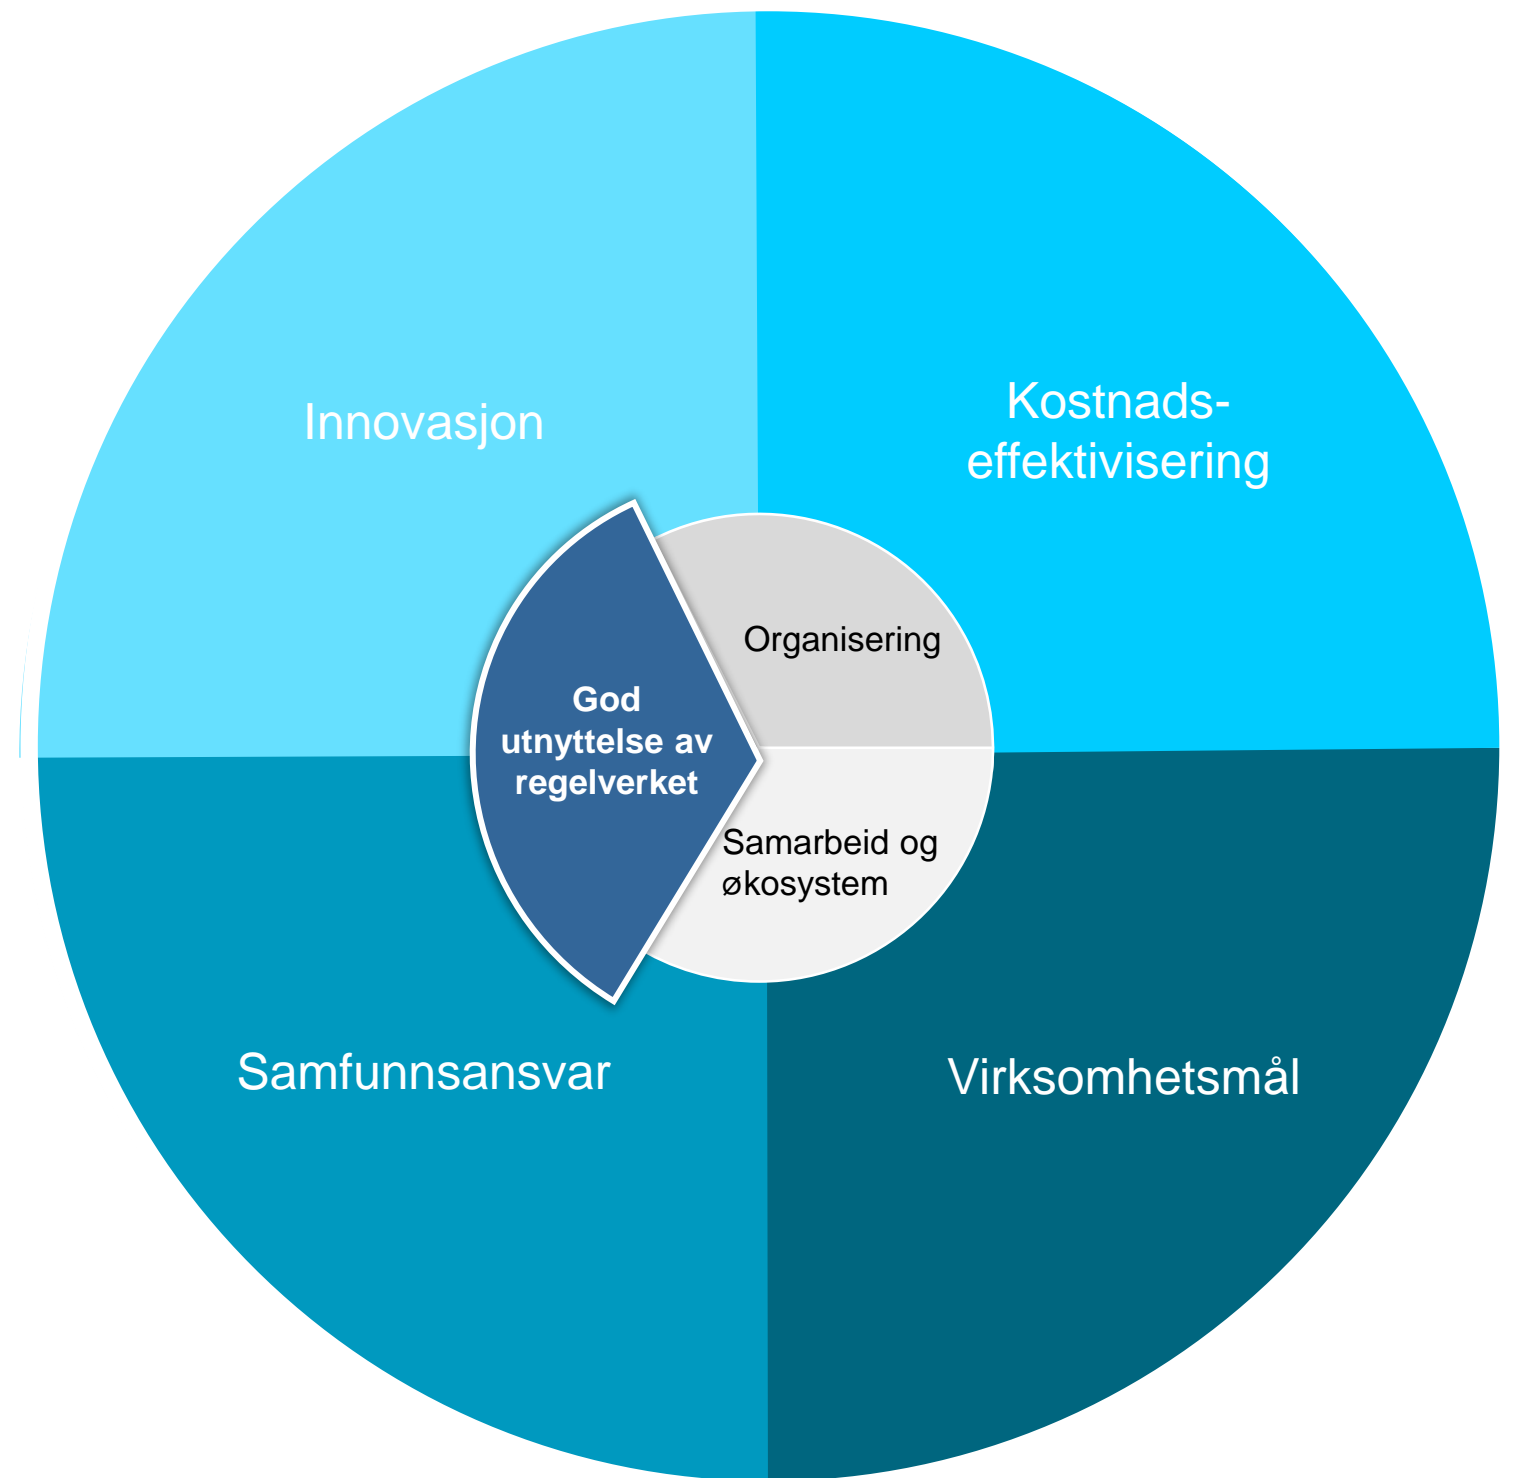 Innovasjon
Kostnads-
effektivisering
Organisering
God
utnyttelse av
regelverket
Samarbeid og
økosystem
Samfunnsansvar
Virksomhetsmål